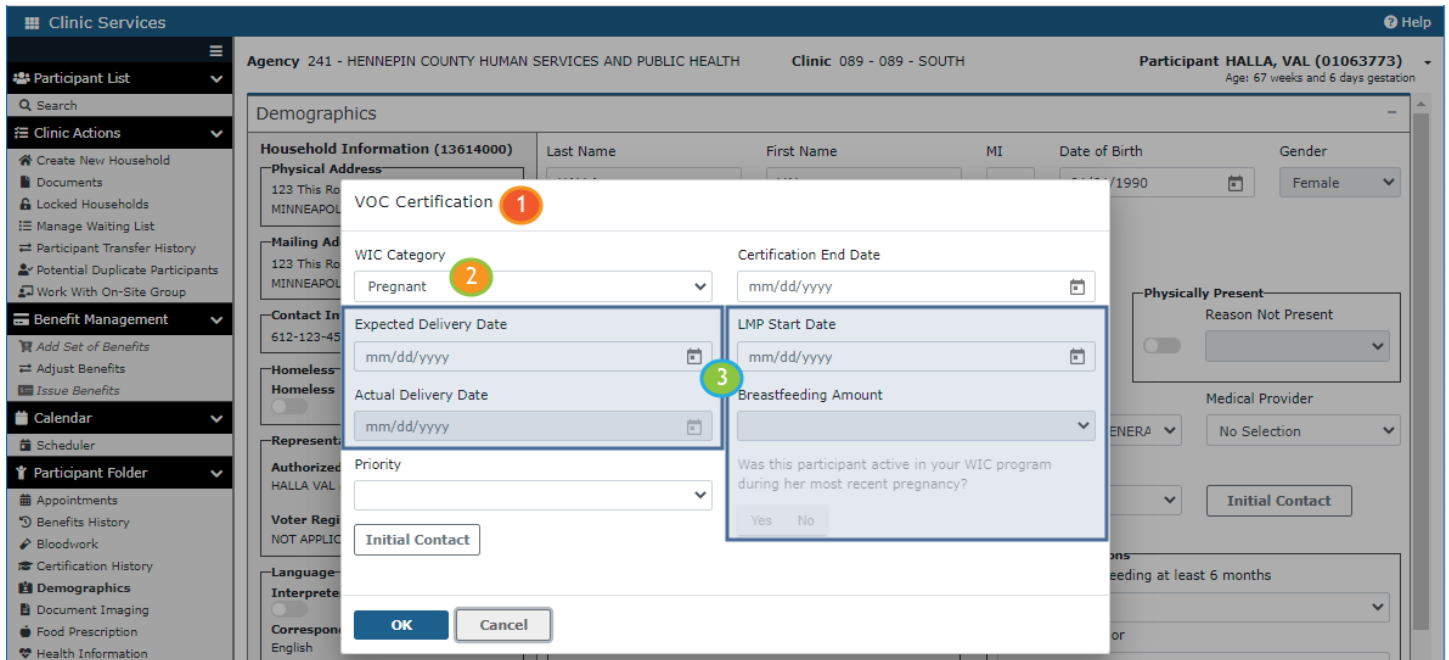 Clinic Services
Help
Participant List
Search
Clinic Actions
Create New Household
Documents
Locked Households
Manage Waiting List
Participant Transfer History
Potential Duplicate Participants
Work With On-Site Group
Benefit Management
Add Set of Benefits
Adjust Benefits
Issue Benefits
Calendar
Scheduler
Participant Folder
Appointments
Benefits History
Bloodwork
Certification History
Demographics
Document Imaging
Food Prescription
Health Information
Agency 241 - HENNEPIN COUNTY HUMAN SERVICES AND PUBLIC HEALTH Clinic 089 - 089 - SOUTH Participant HALLA, VAL (01063773)
Age: 67 weeks and 6 days gestation
Demographics
Household Information (13614000)
Physical Address
123 This Ro
MINNEAPOL
Mailing Ad
123 This Ro
MINNEAPOL
Contact In
612-123-45
Homeless
Homeless
Represent
Authorized
HALLA VAL
Voter Regi
NOT APPLIC
Language
Interprete
Correspon
English
Last Name First Name MI Date of Birth Gender
/1990 Female
Physically Present
Reason Not Present
Medical Provider
ENERA No Selection
Initial Contact
ons
eeding at least 6 months
or
VOC Certification 1
WIC Category 2 Certification End Date
Pregnant mm/dd/yyyy
Expected Delivery Date LMP Start Date
mm/dd/yyyy mm/dd/yyyy
3
Actual Delivery Date Breastfeeding Amount
mm/dd/yyyy
Priority Was this participant active in your WIC program
during her most recent pregnancy?
Yes No
Initial Contact
OK Cancel